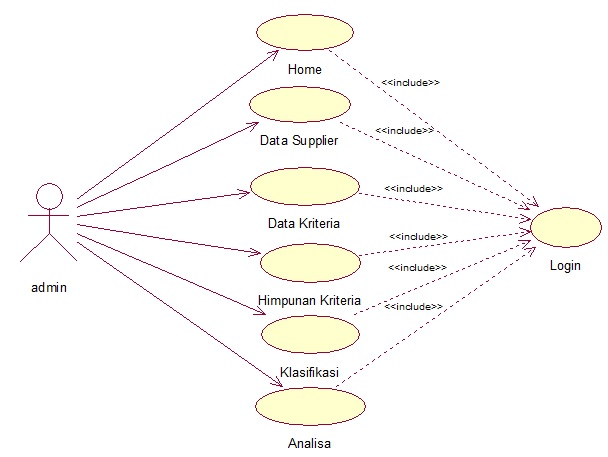 Home
<<include>>
Data Supplier
<<include>>
Data Kriteria
<<include>>
<<include>>
Himpunan Kriteria
<<include>>
Klasifikasi
<<include>>
Analisa
admin
Login